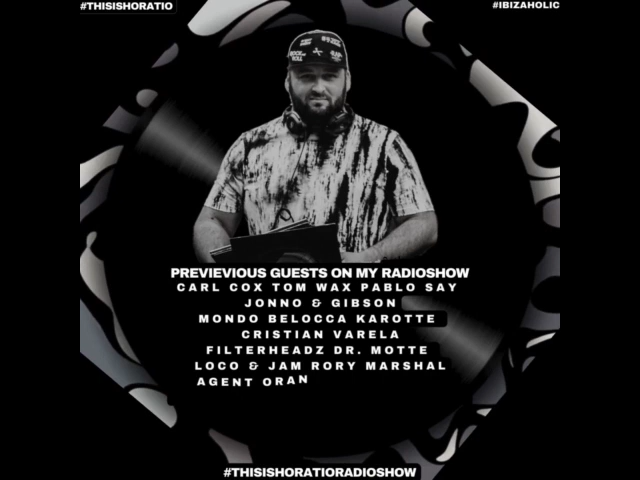 #THISISHORATIO
#IBIZAHOLIC
PREVIEVIOUS GUESTS ON MY RADIOSHOW
CARL COX TOM WAX PABLO SAY
JONNO & GIBSON
MONDO BELOCCA KAROTTE
CRISTIAN VARELA
FILTERHEADZ DR. MOTTE
LOCO & JAM RORY MARSHAL
AGENT ORAN
#THISISHORATIORADIOSHOW